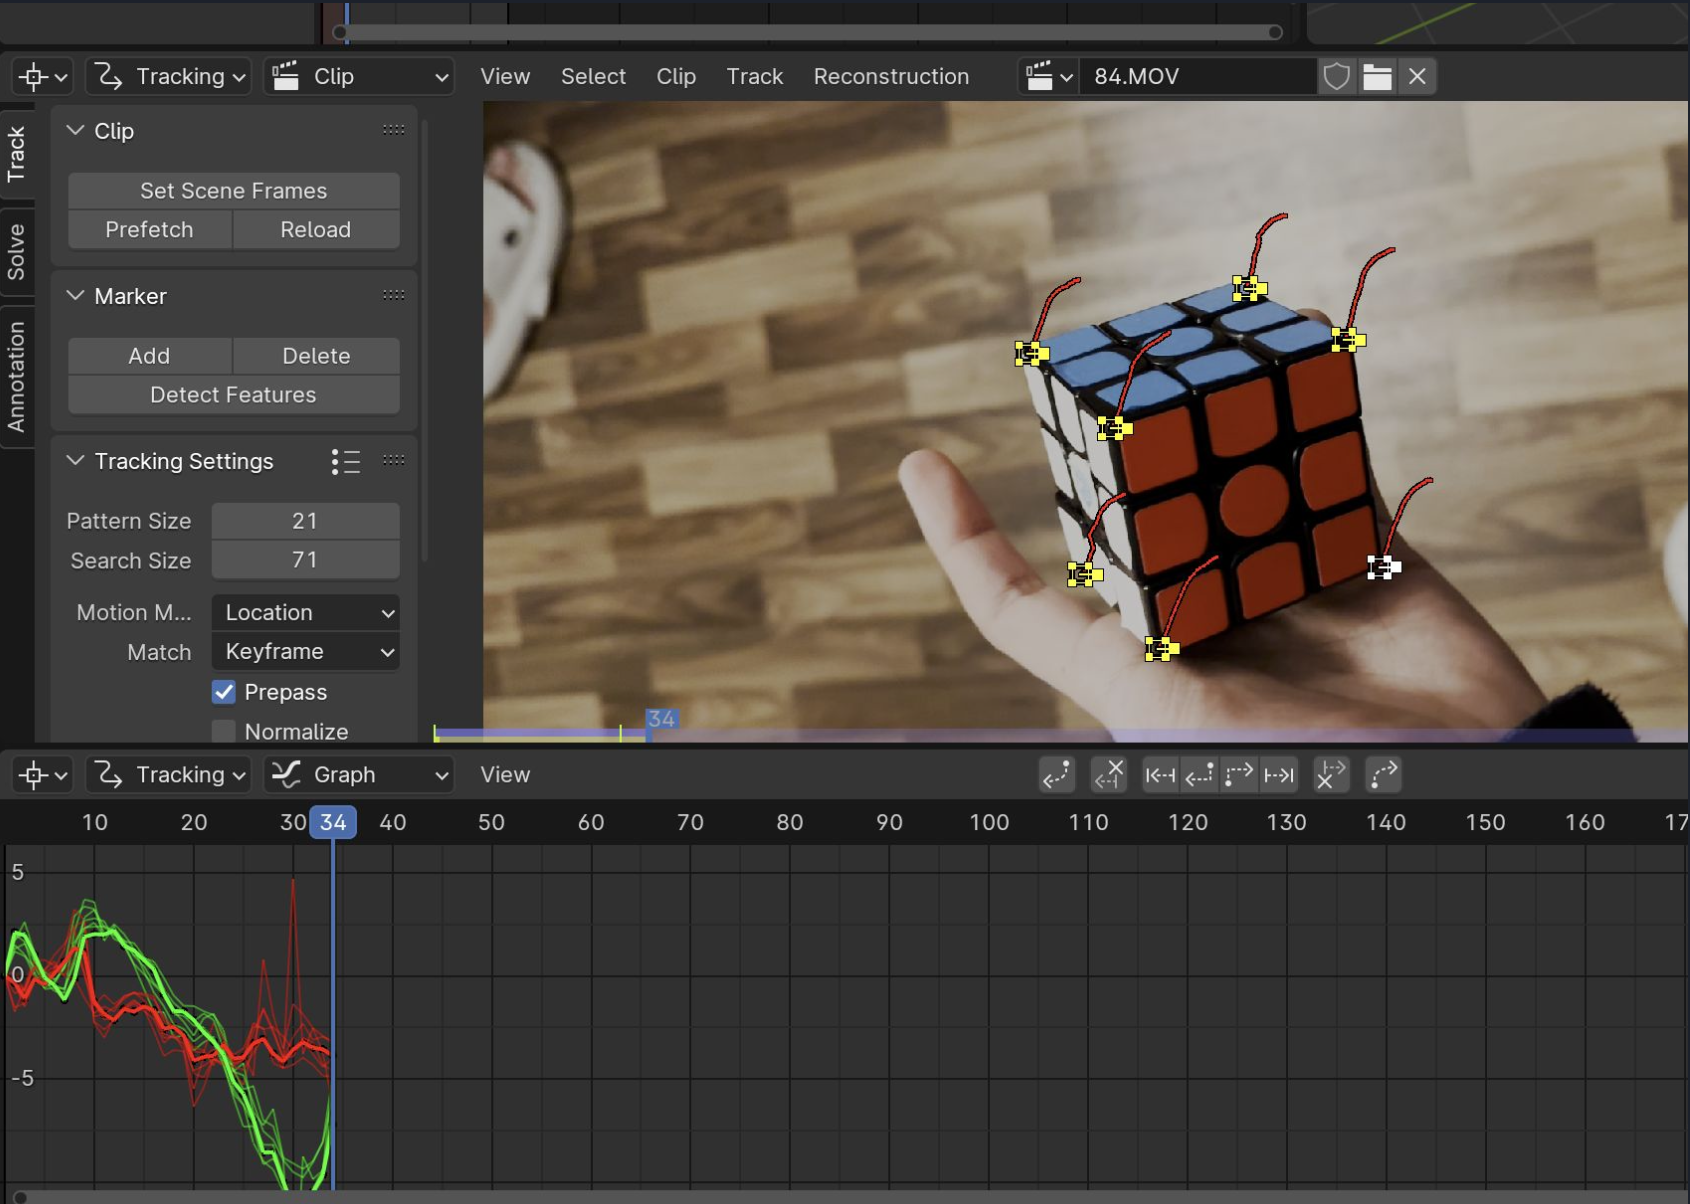 Tracking Clip View Select Clip Track Reconstruction 84.MOV
Track
Solve
Annotation
Clip
Set Scene Frames
Prefetch Reload
Marker
Add Delete
Detect Features
Tracking Settings
Pattern Size 21
Search Size 71
Motion M... Location
Match Keyframe
Prepass
Normalize
34
Tracking Graph View
10 20 30 34 40 50 60 70 80 90 100 110 120 130 140 150 160 17
5
0
-5